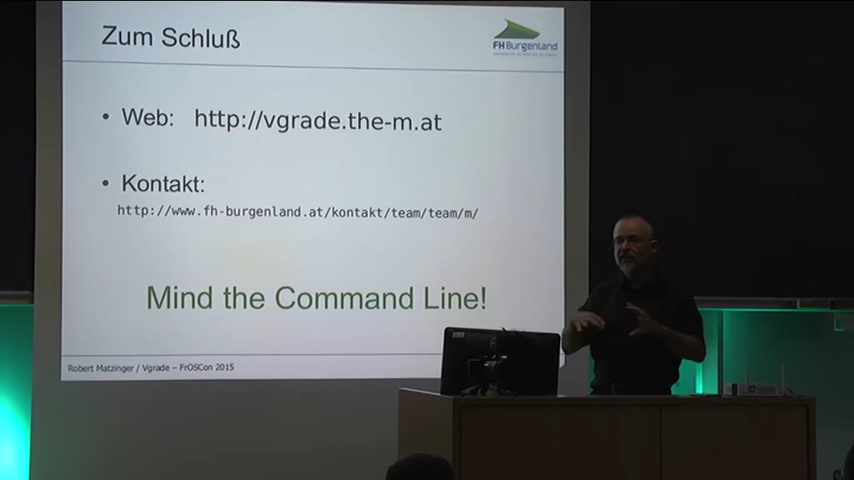 Zum Schluß
FH Burgenland
• Web: http://vgrade.the-m.at
• Kontakt:
http://www.fh-burgenland.at/kontakt/team/team/m/
Mind the Command Line!
Robert Matzinger / Vgrade – FrOSCon 2015